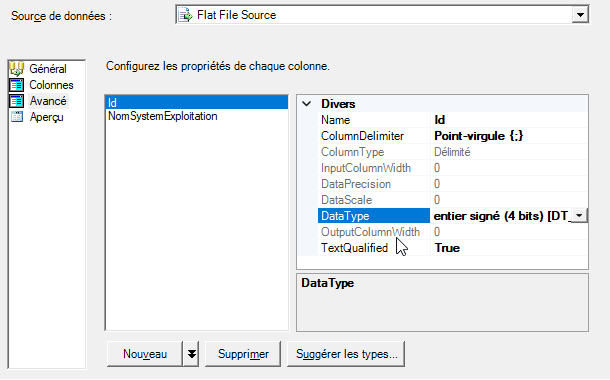 Source de données : Flat File Source
Général
Colonnes
Avancé
Aperçu
Configurez les propriétés de chaque colonne.
Id
NomSystemExploitation
Divers
Name Id
ColumnDelimiter Point-virgule {;}
ColumnType Délimité
InputColumnWidth 0
DataPrecision 0
DataScale 0
DataType entier signé (4 bits) [DT_
OutputColumnWidth 0
TextQualified True
DataType
Nouveau
Supprimer
Suggérer les types...